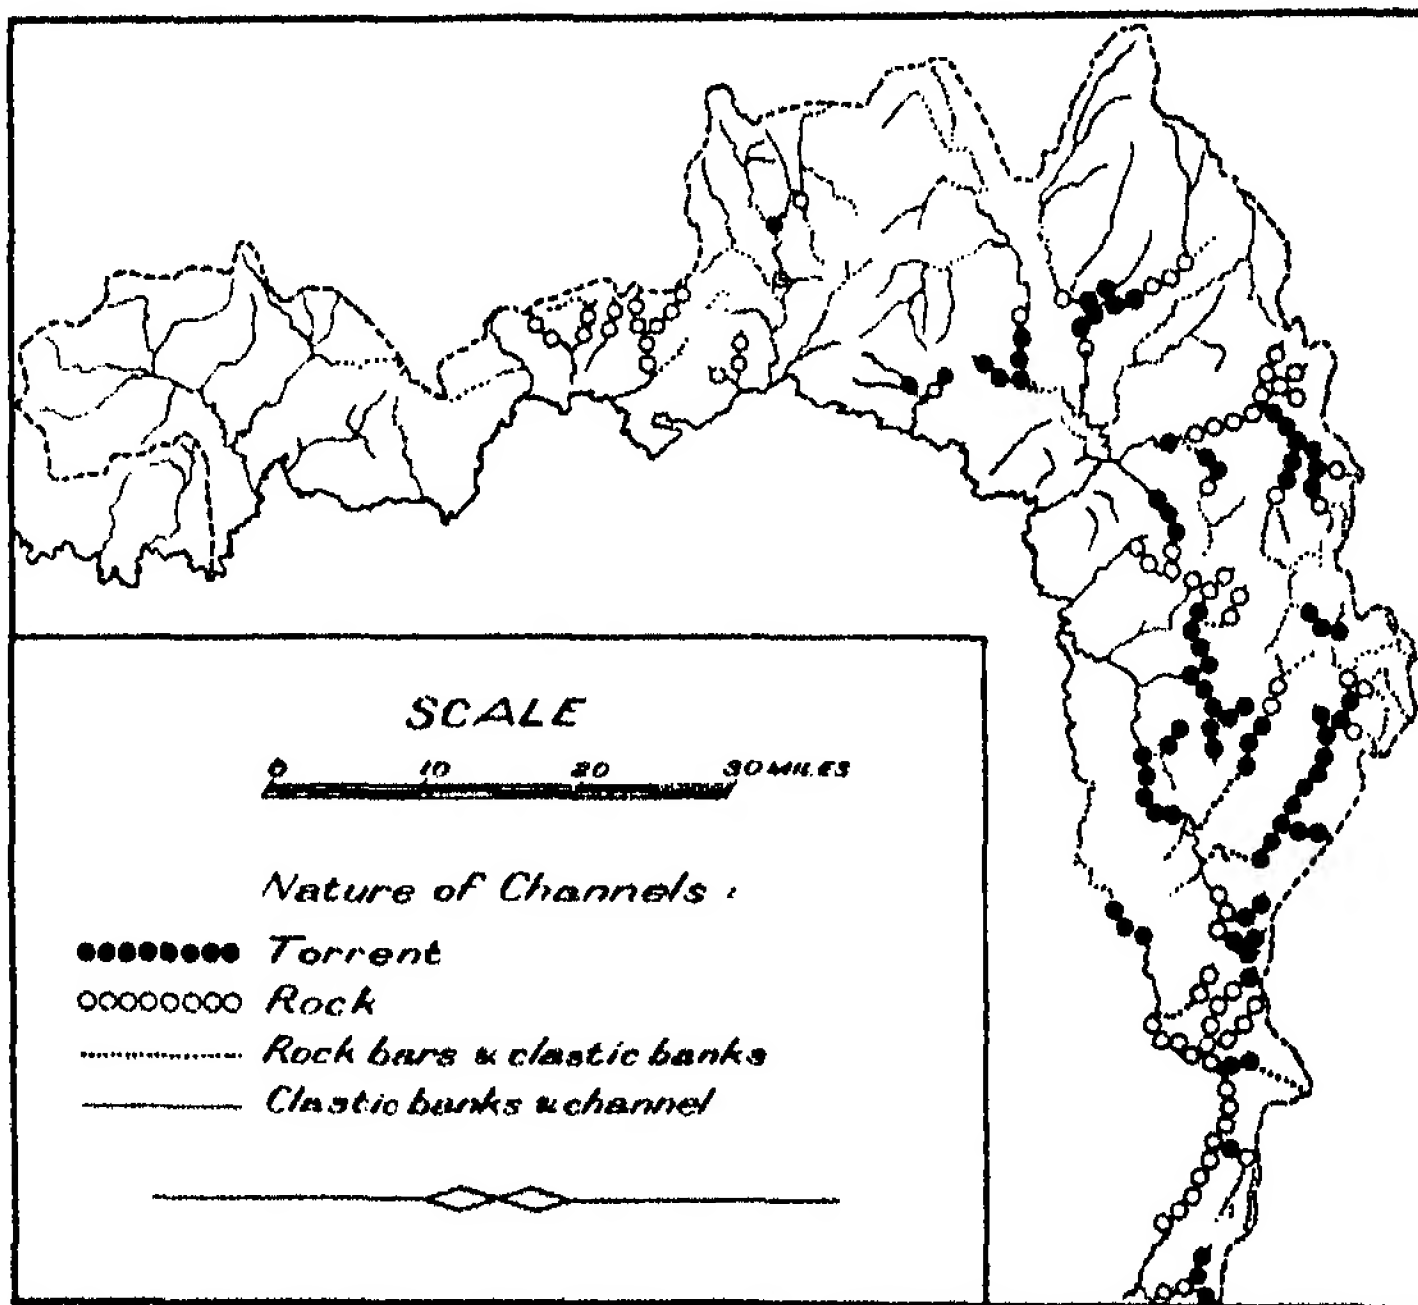 SCALE
0 10 20 30 MILES
Nature of Channels :
Torrent
Rock
Rock bars & clastic banks
Clastic banks & channel